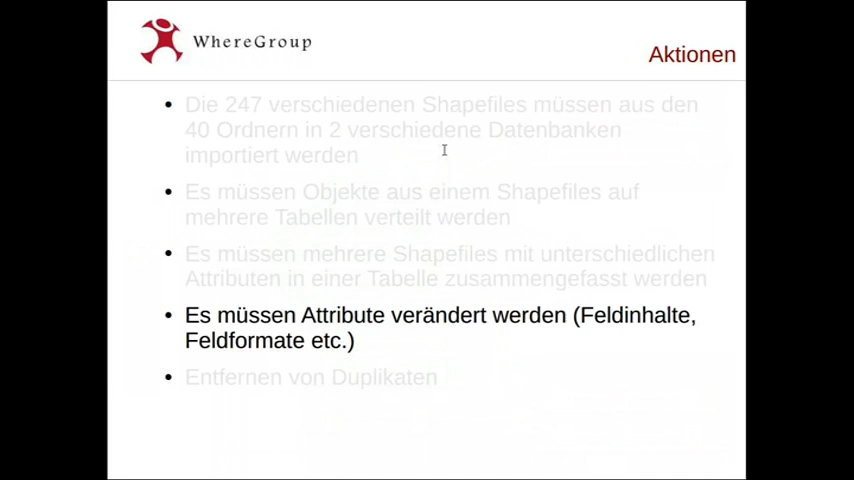 WhereGroup
Aktionen
• Die 247 verschiedenen Shapefiles müssen aus den
40 Ordnern in 2 verschiedene Datenbanken
importiert werden
• Es müssen Objekte aus einem Shapefiles auf
mehrere Tabellen verteilt werden
• Es müssen mehrere Shapefiles mit unterschiedlichen
Attributen in einer Tabelle zusammengefasst werden
• Es müssen Attribute verändert werden (Feldinhalte,
Feldformate etc.)
• Entfernen von Duplikaten